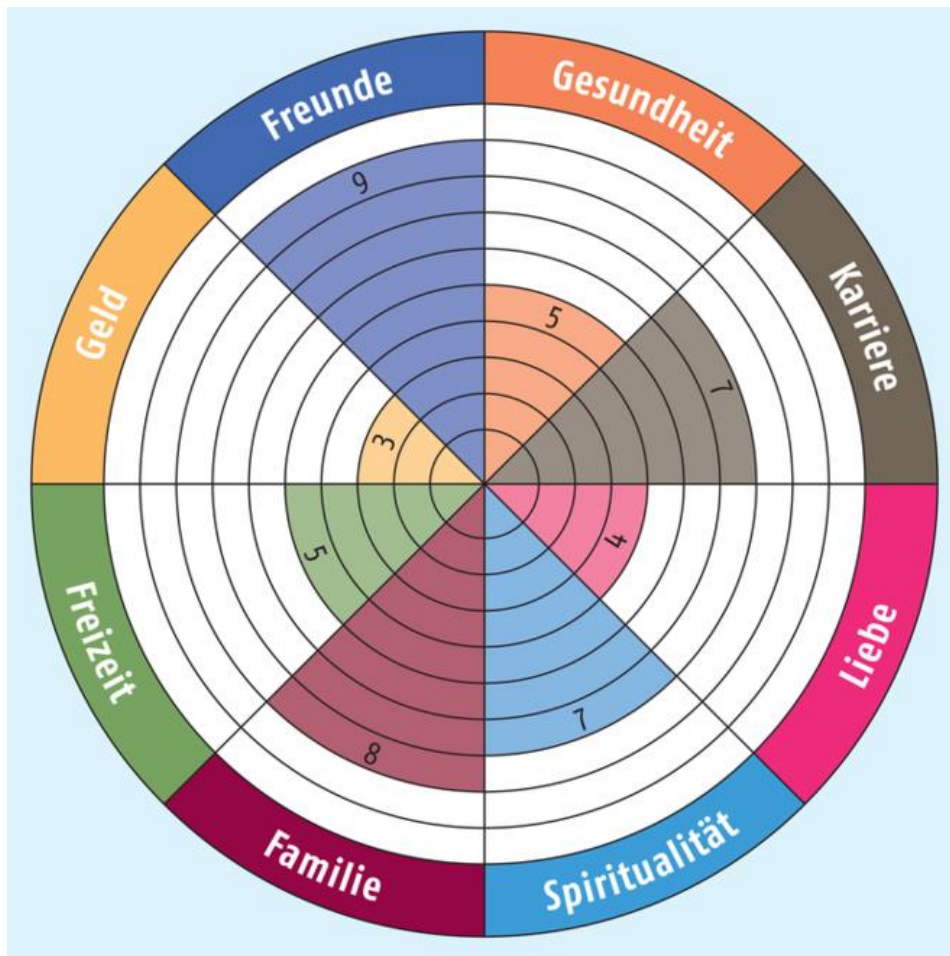 Freunde
Gesundheit
Karriere
Liebe
Spiritualität
Familie
Freizeit
Geld
9
5
7
4
7
8
5
3